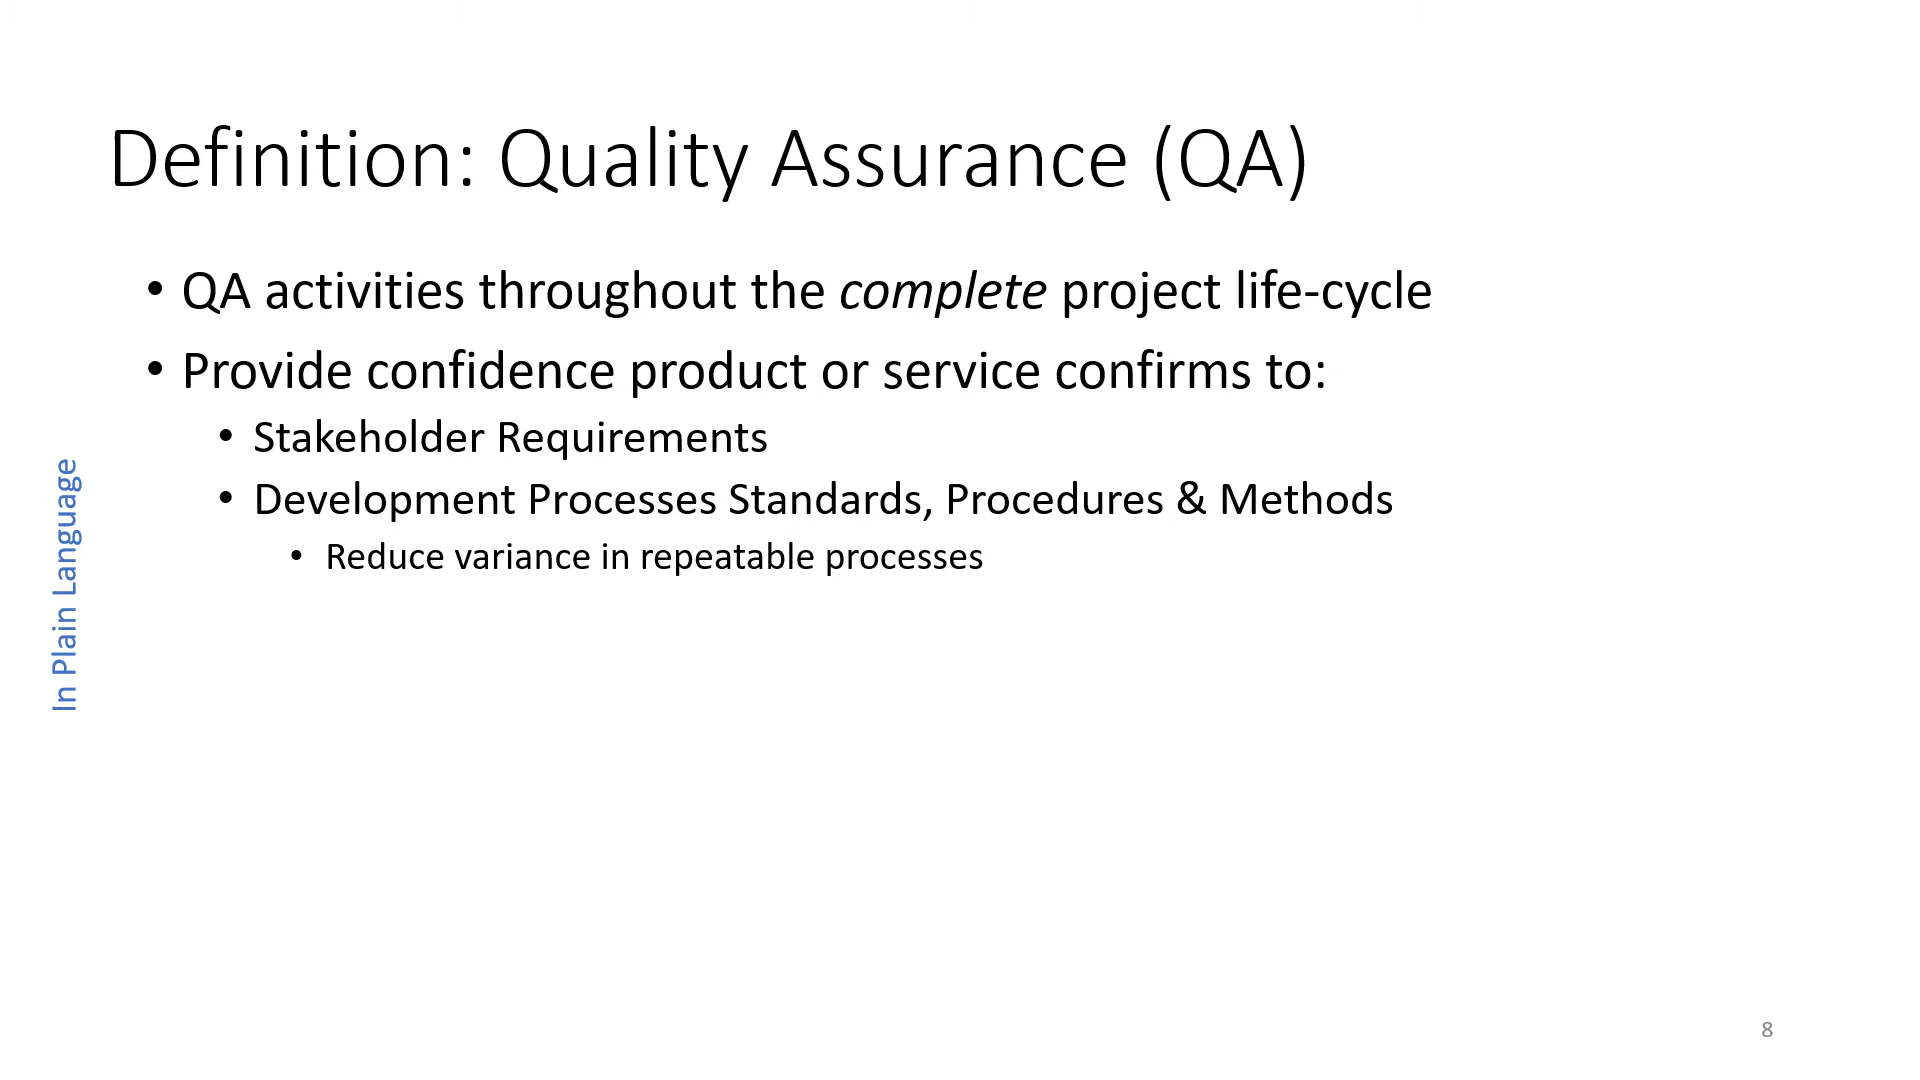 Definition: Quality Assurance (QA)
• QA activities throughout the complete project life-cycle
• Provide confidence product or service confirms to:
• Stakeholder Requirements
• Development Processes Standards, Procedures & Methods
• Reduce variance in repeatable processes
In Plain Language
8